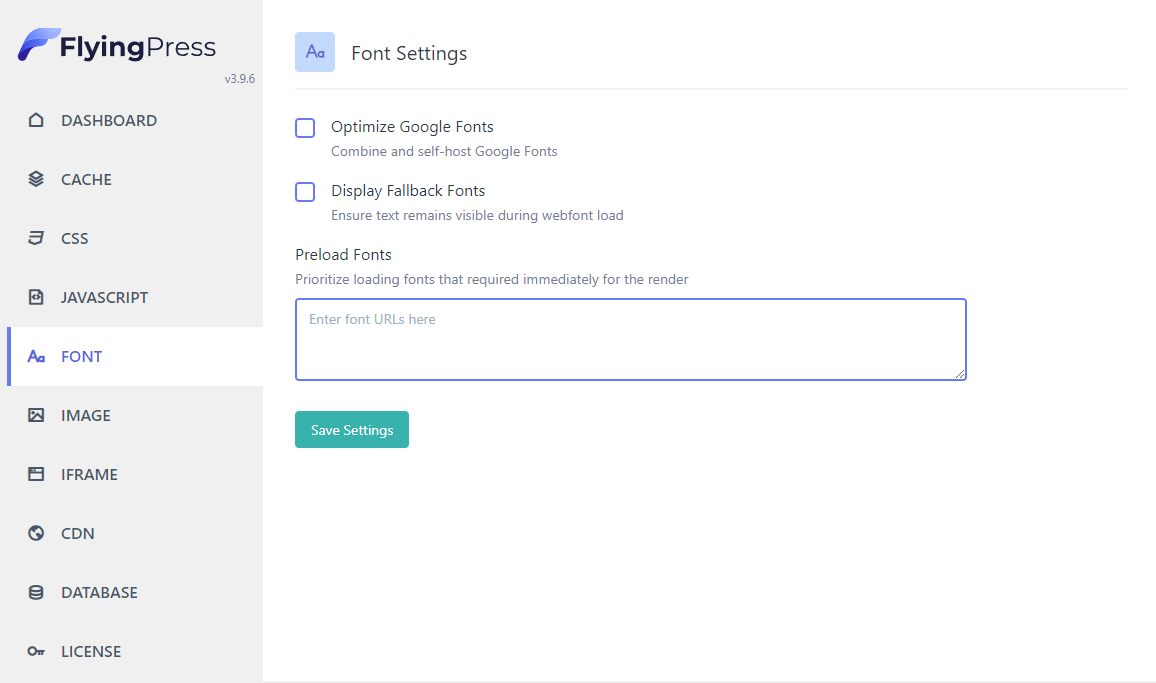 FlyingPress
v3.9.6
DASHBOARD
CACHE
CSS
JAVASCRIPT
Aa FONT
IMAGE
IFRAME
CDN
DATABASE
LICENSE
Aa Font Settings
Optimize Google Fonts
Combine and self-host Google Fonts
Display Fallback Fonts
Ensure text remains visible during webfont load
Preload Fonts
Prioritize loading fonts that required immediately for the render
Enter font URLs here
Save Settings